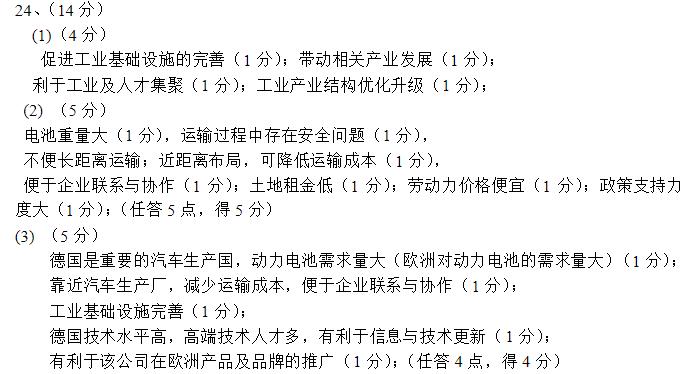 24、（14 分）
(1)（4 分）
促进工业基础设施的完善（1 分）；带动相关产业发展（1 分）；
利于工业及人才集聚（1 分）；工业产业结构优化升级（1 分）；
(2) （5 分）
电池重量大（1 分），运输过程中存在安全问题（1 分），
不便长距离运输；近距离布局，可降低运输成本（1 分），
便于企业联系与协作（1 分）；土地租金低（1 分）；劳动力价格便宜（1 分）；政策支持力
度大（1 分）；（任答 5 点，得 5 分）
(3) （5 分）
德国是重要的汽车生产国，动力电池需求量大（欧洲对动力电池的需求量大）（1 分）；
靠近汽车生产厂，减少运输成本，便于企业联系与协作（1 分）；
工业基础设施完善（1 分）；
德国技术水平高，高端技术人才多，有利于信息与技术更新（1 分）；
有利于该公司在欧洲产品及品牌的推广（1 分）；（任答 4 点，得 4 分）